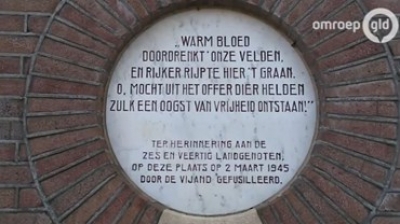 omroep gld
„WARM BLOED
DOORDRENKT' ONZE VELDEN,
EN RIJKER RIJPTE HIER 'T GRAAN.
O, MOCHT UIT HET OFFER DIER HELDEN
ZULK EEN OOGST VAN VRIJHEID ONTSTAAN!"
TER HERINNERING AAN DE
ZES EN VEERTIG LANDGENOTEN,
OP DEZE PLAATS OP 2 MAART 1945
DOOR DE VIJAND GEFUSILLEERD.